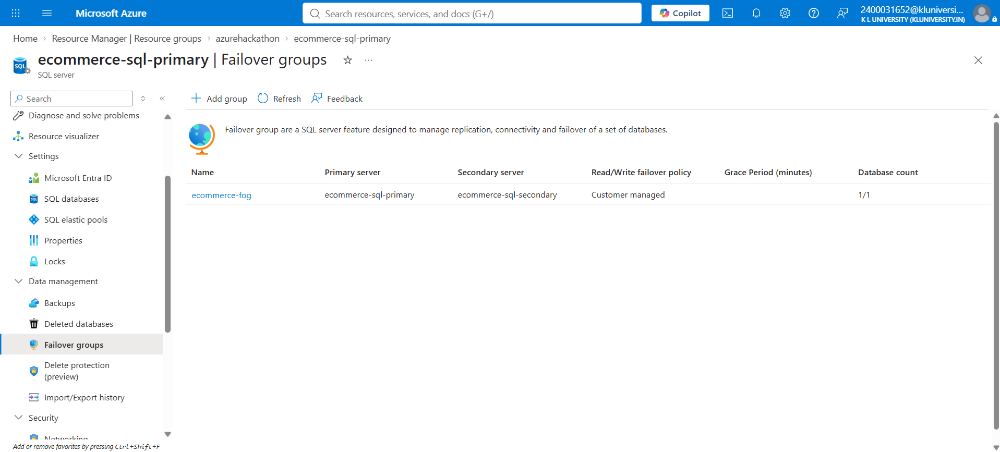 Microsoft Azure
Search resources, services, and docs (G+/)
Copilot
2400031652@kluniversi...
K L UNIVERSITY (KLUNIVERSITY.IN)
Home > Resource Manager | Resource groups > azurehackathon > ecommerce-sql-primary
SQL
ecommerce-sql-primary | Failover groups
SQL server
Search
Add group
Refresh
Feedback
Diagnose and solve problems
Resource visualizer
Settings
Microsoft Entra ID
SQL databases
SQL elastic pools
Properties
Locks
Data management
Backups
Deleted databases
Failover groups
Delete protection
(preview)
Import/Export history
Security
Networking
Add or remove favorites by pressing Ctrl+Shift+F
Failover group are a SQL server feature designed to manage replication, connectivity and failover of a set of databases.
Name Primary server Secondary server Read/Write failover policy Grace Period (minutes) Database count
ecommerce-fog ecommerce-sql-primary ecommerce-sql-secondary Customer managed 1/1